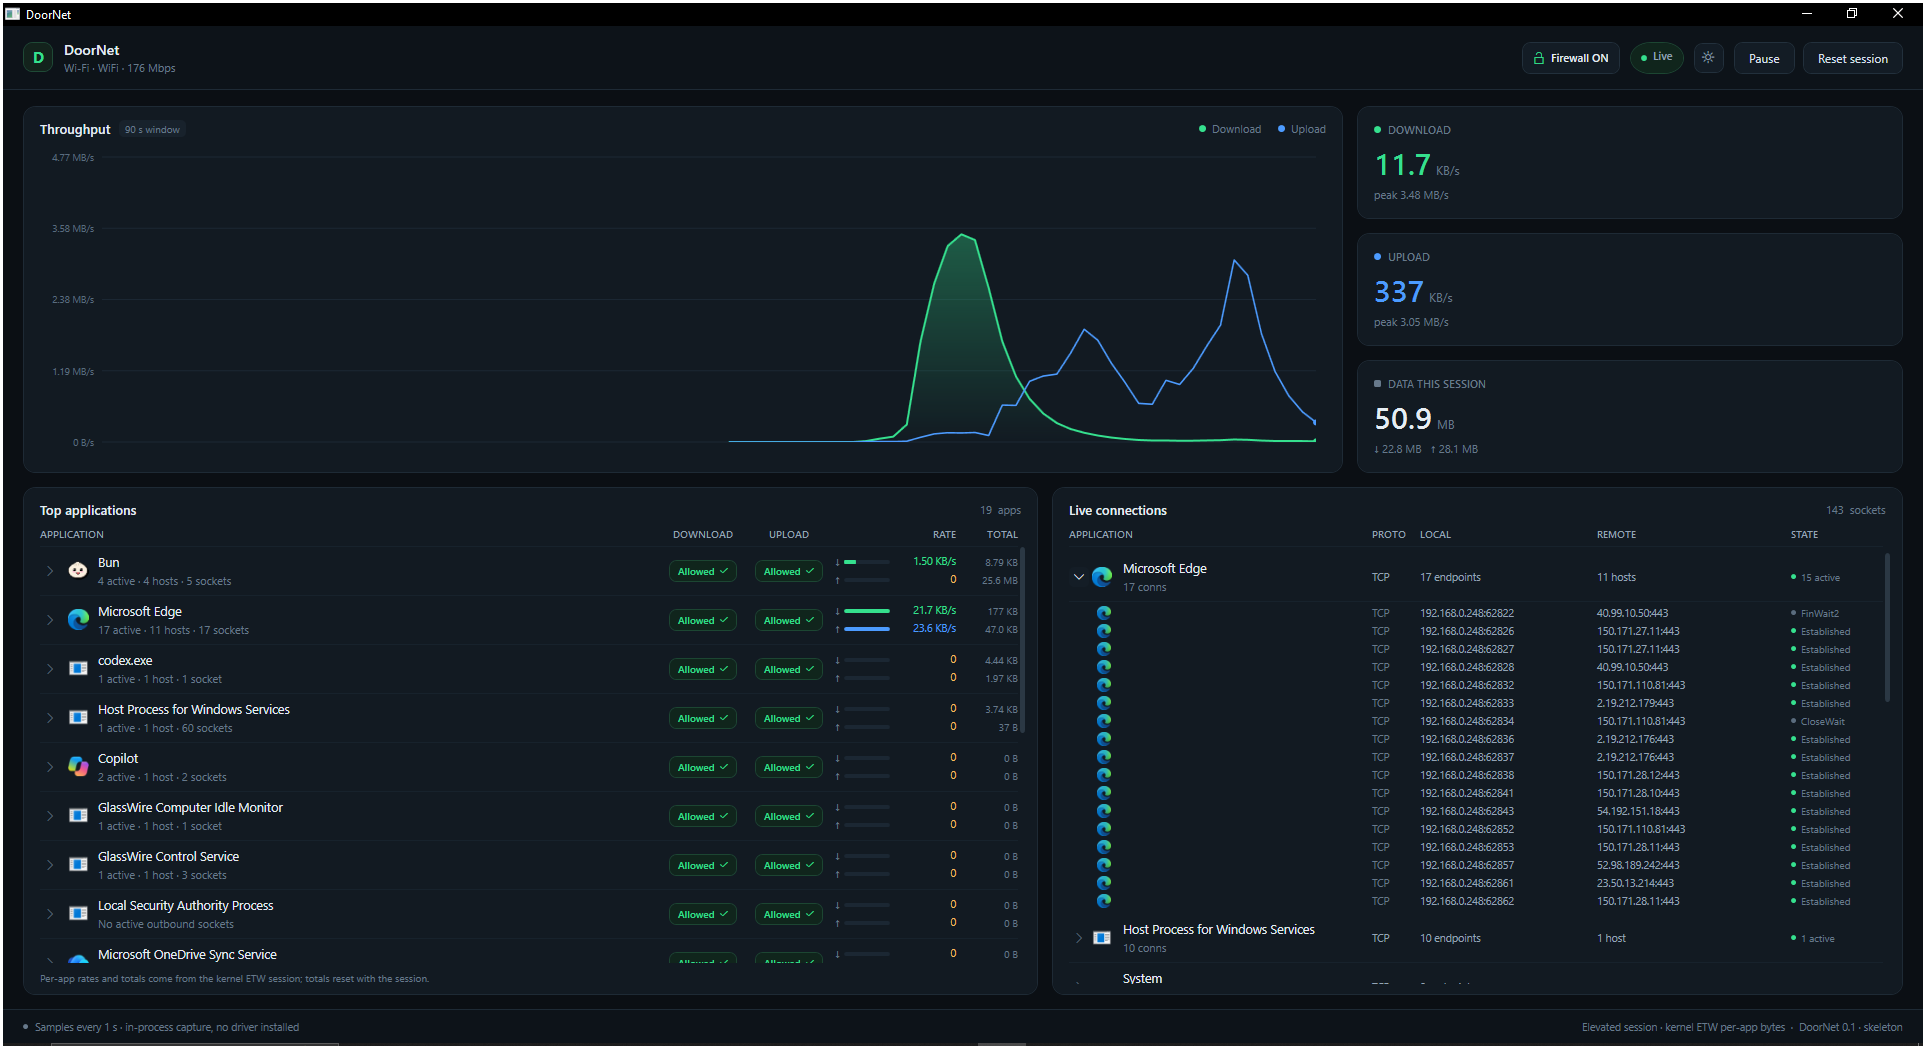 DoorNet
D
DoorNet
Wi-Fi · WiFi · 176 Mbps
Firewall ON
Live
Pause
Reset session
Throughput
90 s window
Download
Upload
4.77 MB/s
3.58 MB/s
2.38 MB/s
1.19 MB/s
0 B/s
DOWNLOAD
11.7 KB/s
peak 3.48 MB/s
UPLOAD
337 KB/s
peak 3.05 MB/s
DATA THIS SESSION
50.9 MB
↓ 22.8 MB ↑ 28.1 MB
Top applications
19 apps
APPLICATION DOWNLOAD UPLOAD RATE TOTAL
Bun
4 active · 4 hosts · 5 sockets
Allowed ✓ Allowed ✓
↓ 1.50 KB/s 8.79 KB
↑ 0 25.6 MB
Microsoft Edge
17 active · 11 hosts · 17 sockets
Allowed ✓ Allowed ✓
↓ 21.7 KB/s 177 KB
↑ 23.6 KB/s 47.0 KB
codex.exe
1 active · 1 host · 1 socket
Allowed ✓ Allowed ✓
↓ 0 4.44 KB
↑ 0 1.97 KB
Host Process for Windows Services
1 active · 1 host · 60 sockets
Allowed ✓ Allowed ✓
↓ 0 3.74 KB
↑ 0 37 B
Copilot
2 active · 1 host · 2 sockets
Allowed ✓ Allowed ✓
↓ 0 0 B
↑ 0 0 B
GlassWire Computer Idle Monitor
1 active · 1 host · 1 socket
Allowed ✓ Allowed ✓
↓ 0 0 B
↑ 0 0 B
GlassWire Control Service
1 active · 1 host · 3 sockets
Allowed ✓ Allowed ✓
↓ 0 0 B
↑ 0 0 B
Local Security Authority Process
No active outbound sockets
Allowed ✓ Allowed ✓
↓ 0 0 B
↑ 0 0 B
Microsoft OneDrive Sync Service
Allowed ✓ Allowed ✓
↓ 0 0 B
Per-app rates and totals come from the kernel ETW session; totals reset with the session.
Live connections
143 sockets
APPLICATION PROTO LOCAL REMOTE STATE
Microsoft Edge
17 conns
TCP 17 endpoints 11 hosts 15 active
TCP 192.168.0.248:62822 40.99.10.50:443 FinWait2
TCP 192.168.0.248:62826 150.171.27.11:443 Established
TCP 192.168.0.248:62827 150.171.27.11:443 Established
TCP 192.168.0.248:62828 40.99.10.50:443 Established
TCP 192.168.0.248:62832 150.171.110.81:443 Established
TCP 192.168.0.248:62833 2.19.212.179:443 Established
TCP 192.168.0.248:62834 150.171.110.81:443 CloseWait
TCP 192.168.0.248:62836 2.19.212.176:443 Established
TCP 192.168.0.248:62837 2.19.212.176:443 Established
TCP 192.168.0.248:62838 150.171.28.12:443 Established
TCP 192.168.0.248:62841 150.171.28.10:443 Established
TCP 192.168.0.248:62843 54.192.151.18:443 Established
TCP 192.168.0.248:62852 150.171.110.81:443 Established
TCP 192.168.0.248:62853 150.171.28.11:443 Established
TCP 192.168.0.248:62857 52.98.189.242:443 Established
TCP 192.168.0.248:62861 23.50.13.214:443 Established
TCP 192.168.0.248:62862 150.171.28.11:443 Established
Host Process for Windows Services
10 conns
TCP 10 endpoints 1 host 1 active
System
Samples every 1 s · in-process capture, no driver installed
Elevated session · kernel ETW per-app bytes · DoorNet 0.1 · skeleton